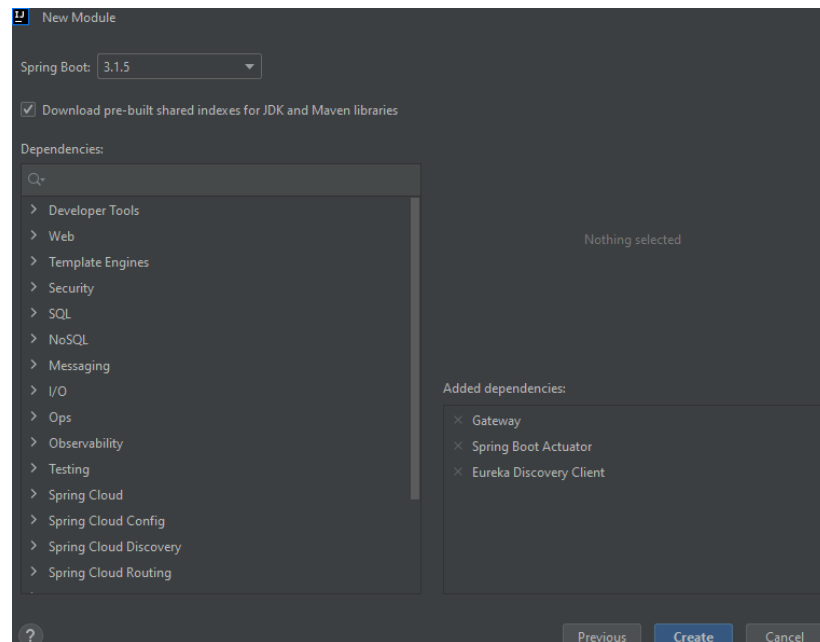 New Module
Spring Boot: 3.1.5
Download pre-built shared indexes for JDK and Maven libraries
Dependencies:
Developer Tools
Web
Template Engines
Security
SQL
NoSQL
Messaging
I/O
Ops
Observability
Testing
Spring Cloud
Spring Cloud Config
Spring Cloud Discovery
Spring Cloud Routing
Nothing selected
Added dependencies:
Gateway
Spring Boot Actuator
Eureka Discovery Client
?
Previous
Create
Cancel